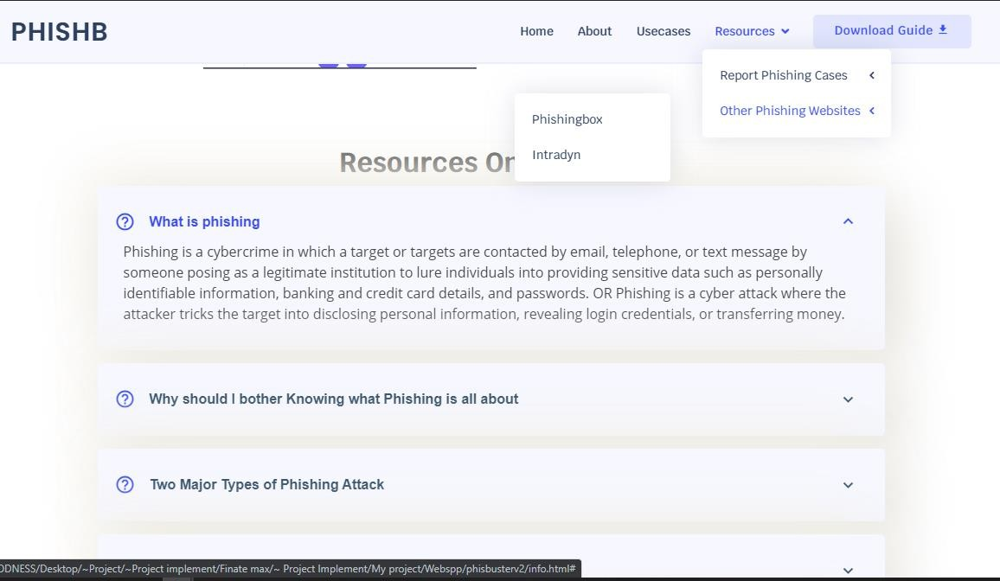 PHISHB
Home
About
Usecases
Resources
Download Guide
Report Phishing Cases
Other Phishing Websites
Phishingbox
Intradyn
Resources On
What is phishing
Phishing is a cybercrime in which a target or targets are contacted by email, telephone, or text message by
someone posing as a legitimate institution to lure individuals into providing sensitive data such as personally
identifiable information, banking and credit card details, and passwords. OR Phishing is a cyber attack where the
attacker tricks the target into disclosing personal information, revealing login credentials, or transferring money.
Why should I bother Knowing what Phishing is all about
Two Major Types of Phishing Attack
ODNESS/Desktop/~Project/~Project implement/Finate max/~ Project Implement/My project/Webspp/phisbusterv2/info.html#